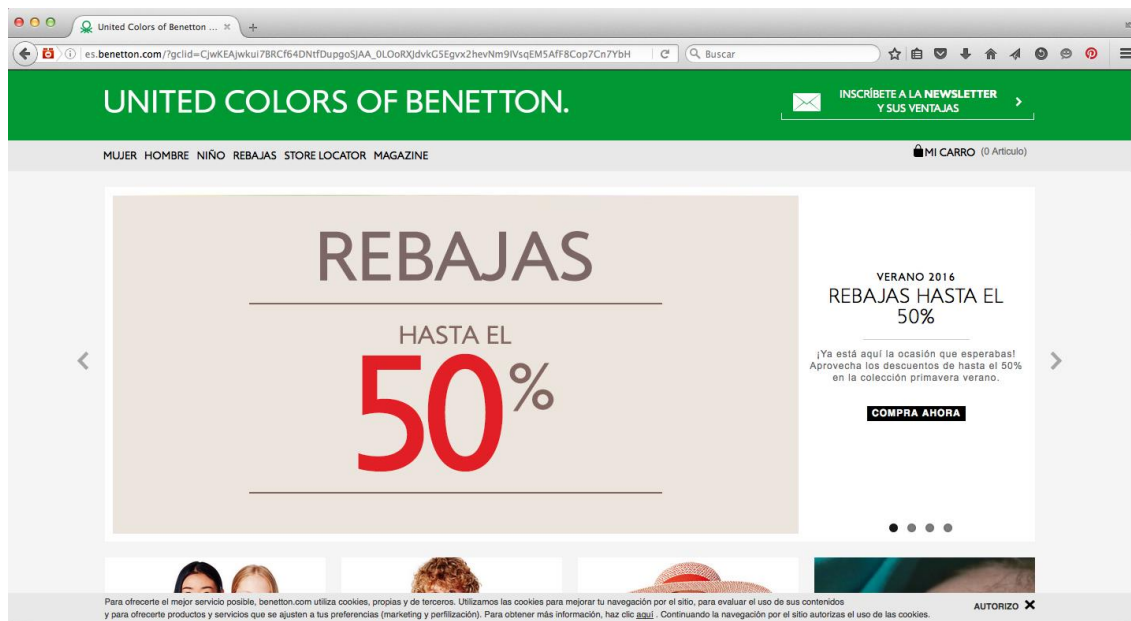 United Colors of Benetton ...
es.benetton.com/?gclid=CjwKEAjwkui7BRCf64DNtfDupgoSJAA_0LOoRXJdvkG5Egvx2hevNm9IVsqEM5AfF8Cop7Cn7YbH
Buscar
UNITED COLORS OF BENETTON.
INSCRÍBETE A LA NEWSLETTER
Y SUS VENTAJAS
MUJER HOMBRE NIÑO REBAJAS STORE LOCATOR MAGAZINE
MI CARRO (0 Artículo)
REBAJAS
HASTA EL
50%
VERANO 2016
REBAJAS HASTA EL
50%
¡Ya está aquí la ocasión que esperabas!
Aprovecha los descuentos de hasta el 50%
en la colección primavera verano.
COMPRA AHORA
Para ofrecerte el mejor servicio posible, benetton.com utiliza cookies, propias y de terceros. Utilizamos las cookies para mejorar tu navegación por el sitio, para evaluar el uso de sus contenidos
y para ofrecerte productos y servicios que se ajusten a tus preferencias (marketing y perfilización). Para obtener más información, haz clic aquí . Continuando la navegación por el sitio autorizas el uso de las cookies.
AUTORIZO